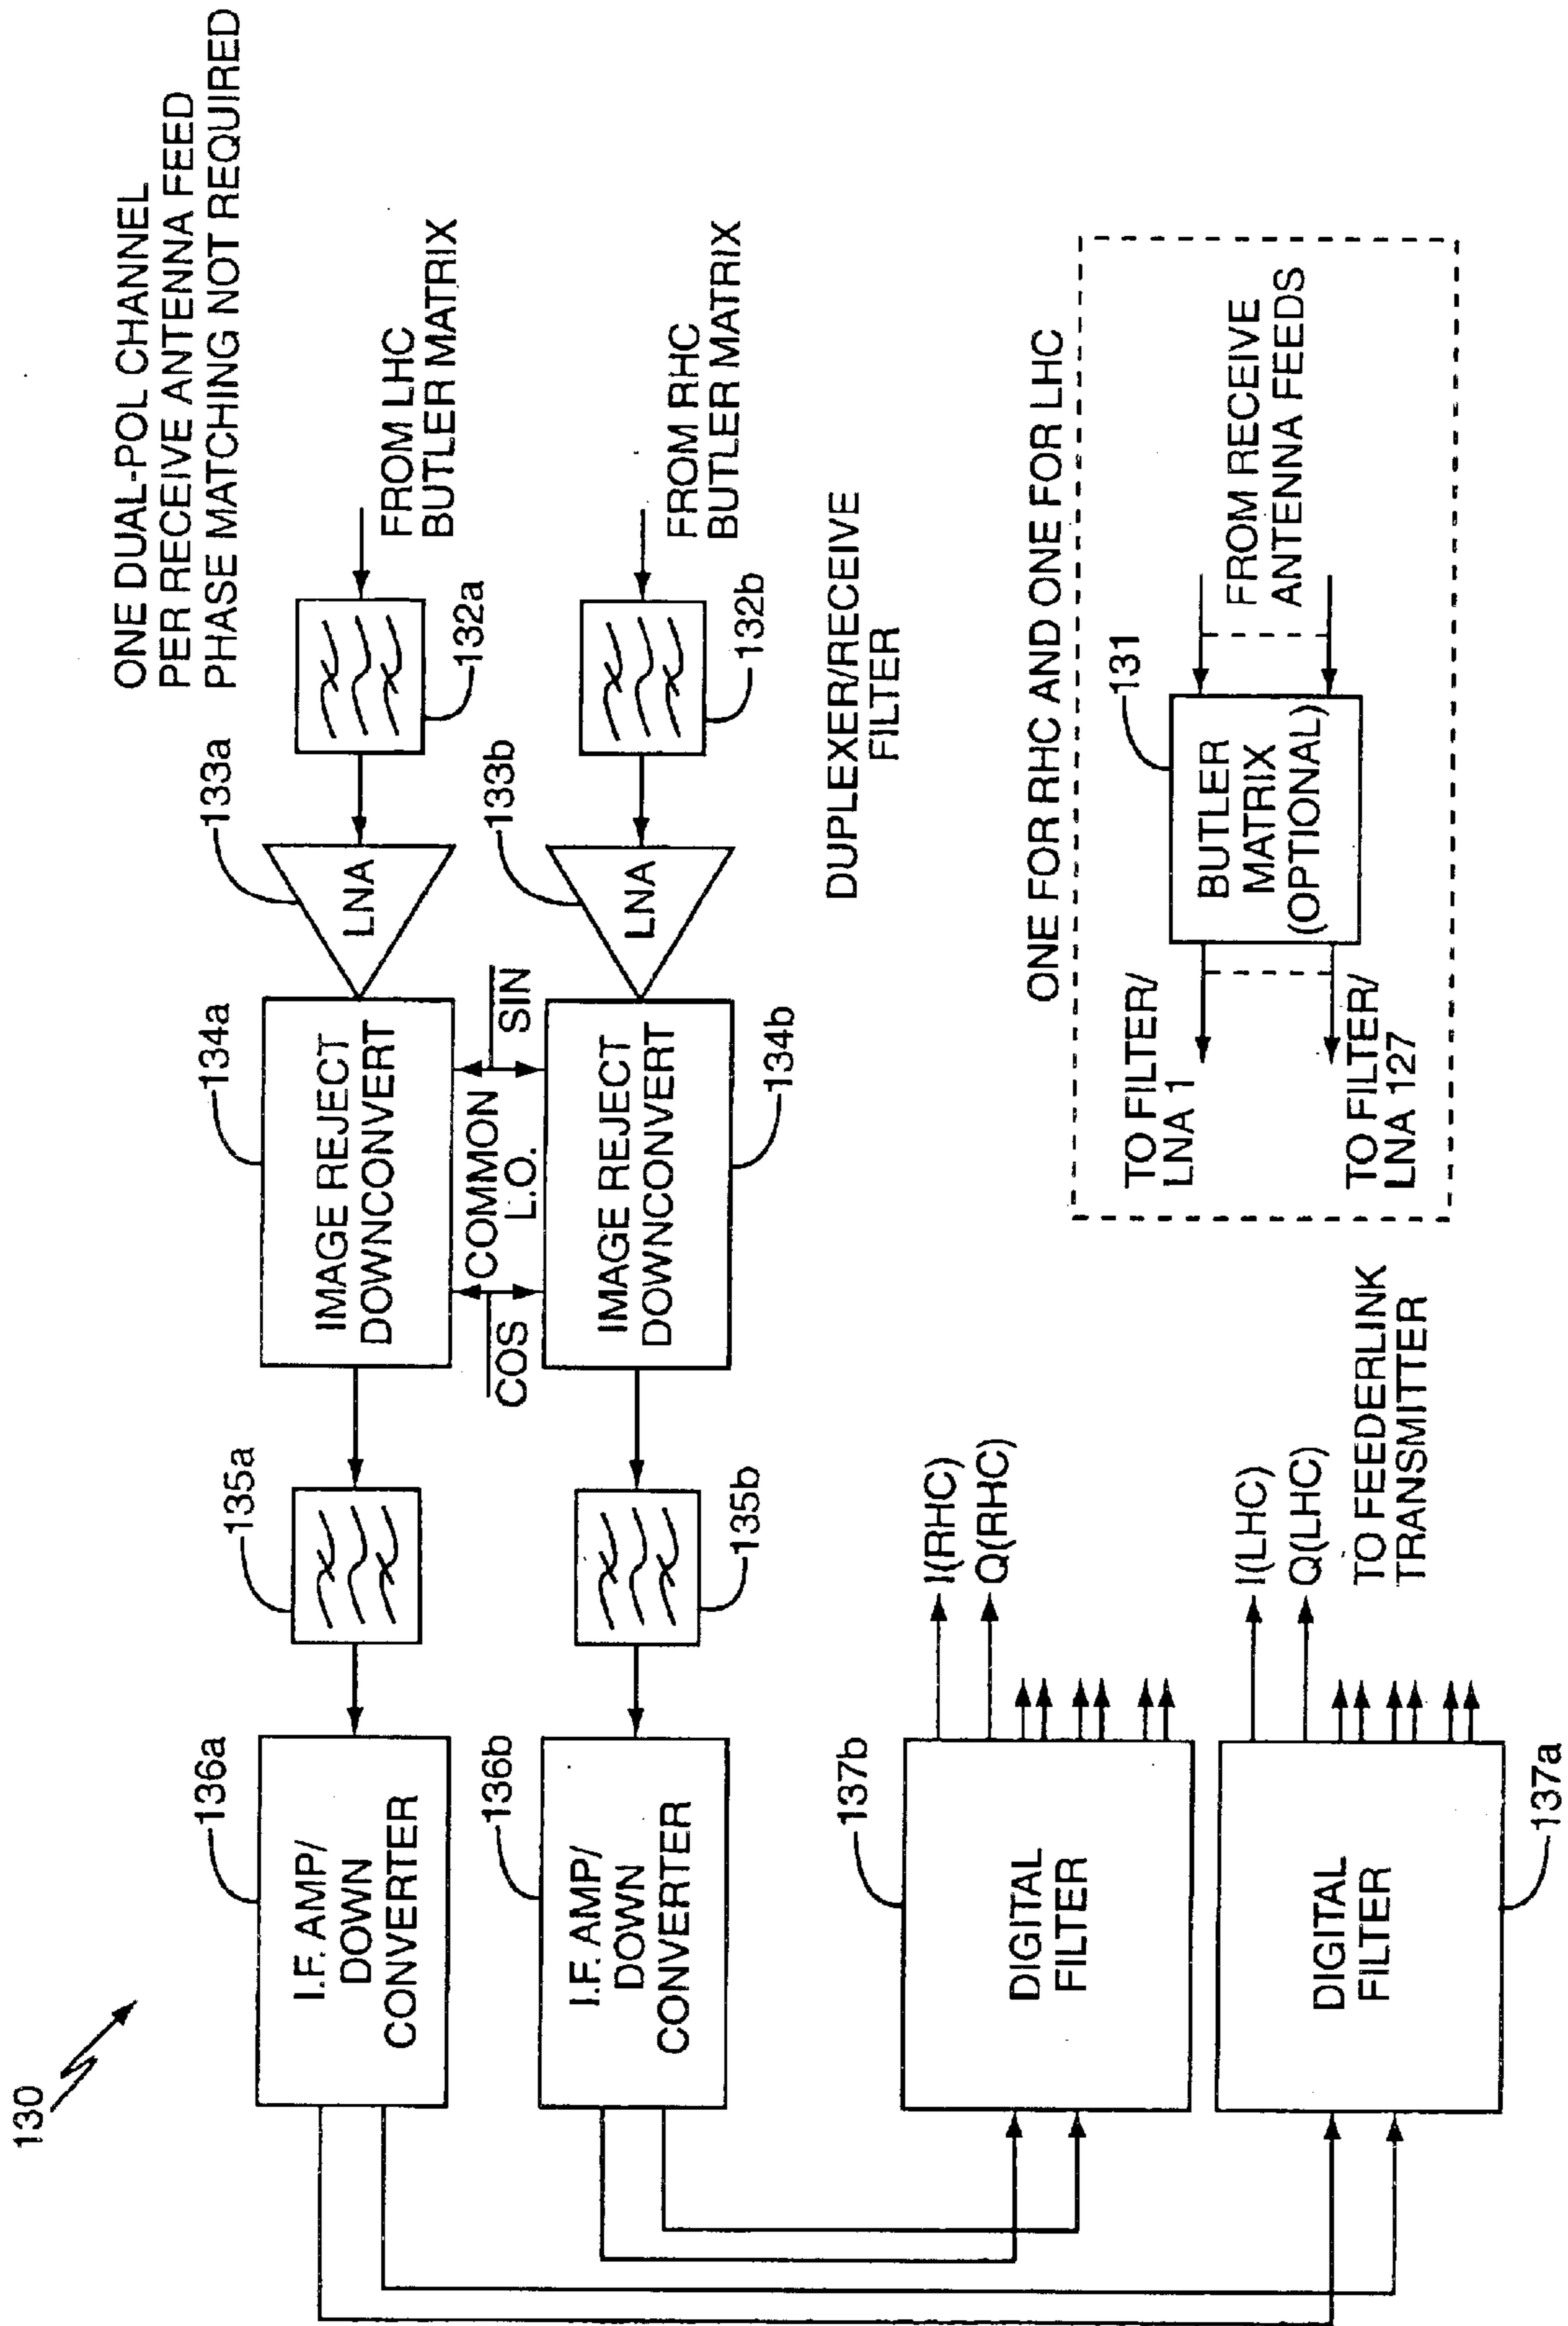 130
ONE DUAL-POL CHANNEL
PER RECEIVE ANTENNA FEED
PHASE MATCHING NOT REQUIRED
136a
I.F. AMP/
DOWN
CONVERTER
135a
134a
IMAGE REJECT
DOWNCONVERT
133a
LNA
132a
FROM LHC
BUTLER MATRIX
COS
COMMON
L.O.
SIN
136b
I.F. AMP/
DOWN
CONVERTER
135b
IMAGE REJECT
DOWNCONVERT
134b
133b
LNA
132b
FROM RHC
BUTLER MATRIX
DUPLEXER/RECEIVE
FILTER
137b
DIGITAL
FILTER
I(RHC)
Q(RHC)
DIGITAL
FILTER
137a
I(LHC)
Q(LHC)
TO FEEDERLINK
TRANSMITTER
ONE FOR RHC AND ONE FOR LHC
TO FILTER/
LNA 1
TO FILTER/
LNA 127
131
BUTLER
MATRIX
(OPTIONAL)
FROM RECEIVE
ANTENNA FEEDS